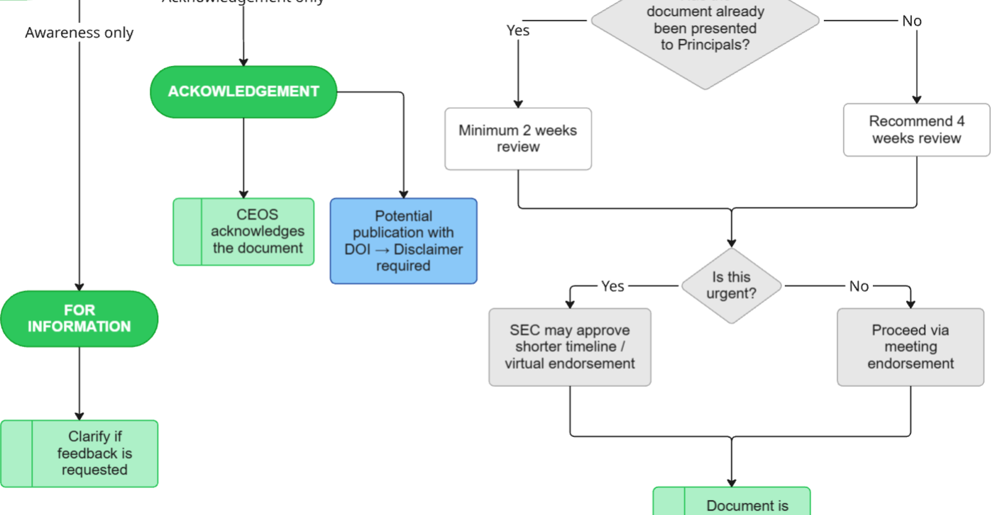 Acknowledgement only
Awareness only
document already
been presented
to Principals?
Yes
No
ACKOWLEDGEMENT
Minimum 2 weeks
review
Recommend 4
weeks review
CEOS
acknowledges
the document
Potential
publication with
DOI → Disclaimer
required
Is this
urgent?
Yes
No
FOR
INFORMATION
SEC may approve
shorter timeline /
virtual endorsement
Proceed via
meeting
endorsement
Clarify if
feedback is
requested
Document is